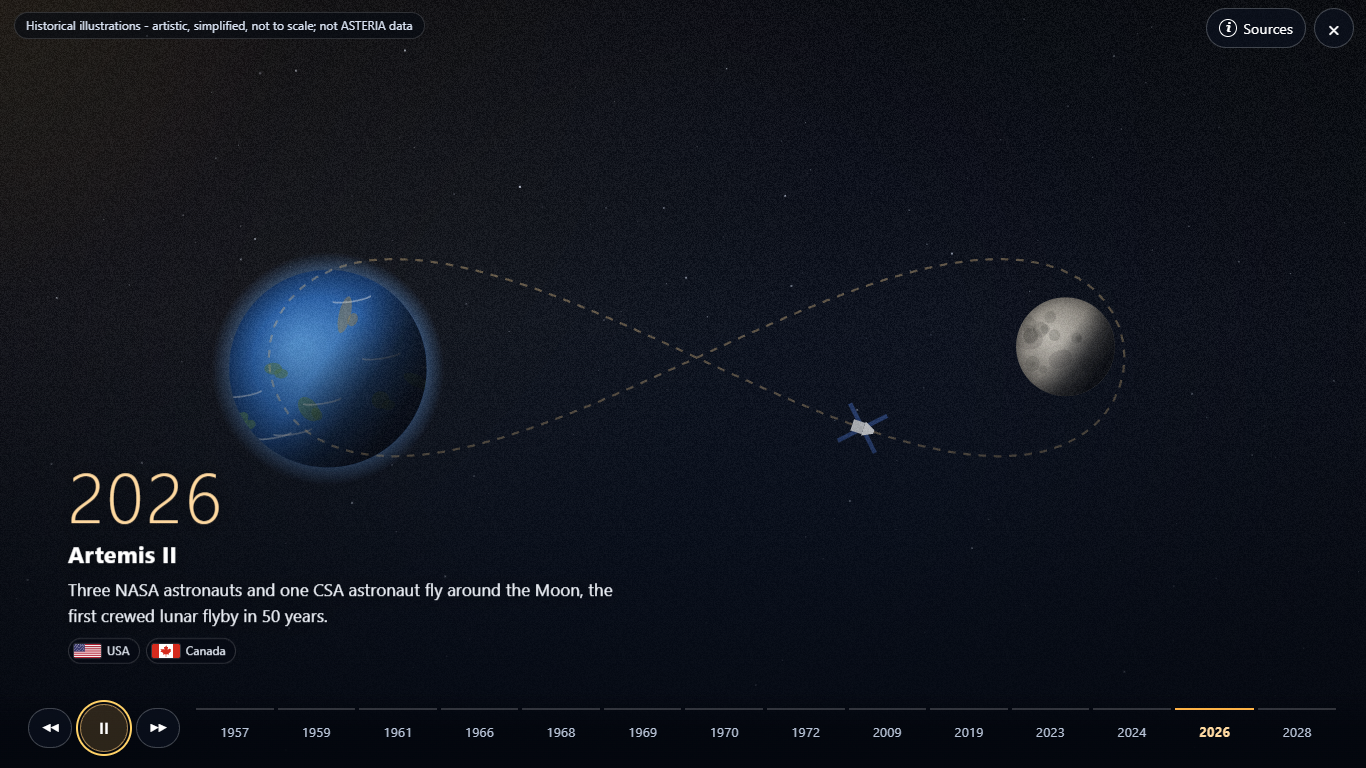 Historical illustrations - artistic, simplified, not to scale; not ASTERIA data
Sources
2026
Artemis II
Three NASA astronauts and one CSA astronaut fly around the Moon, the
first crewed lunar flyby in 50 years.
USA Canada
1957 1959 1961 1966 1968 1969 1970 1972 2009 2019 2023 2024 2026 2028